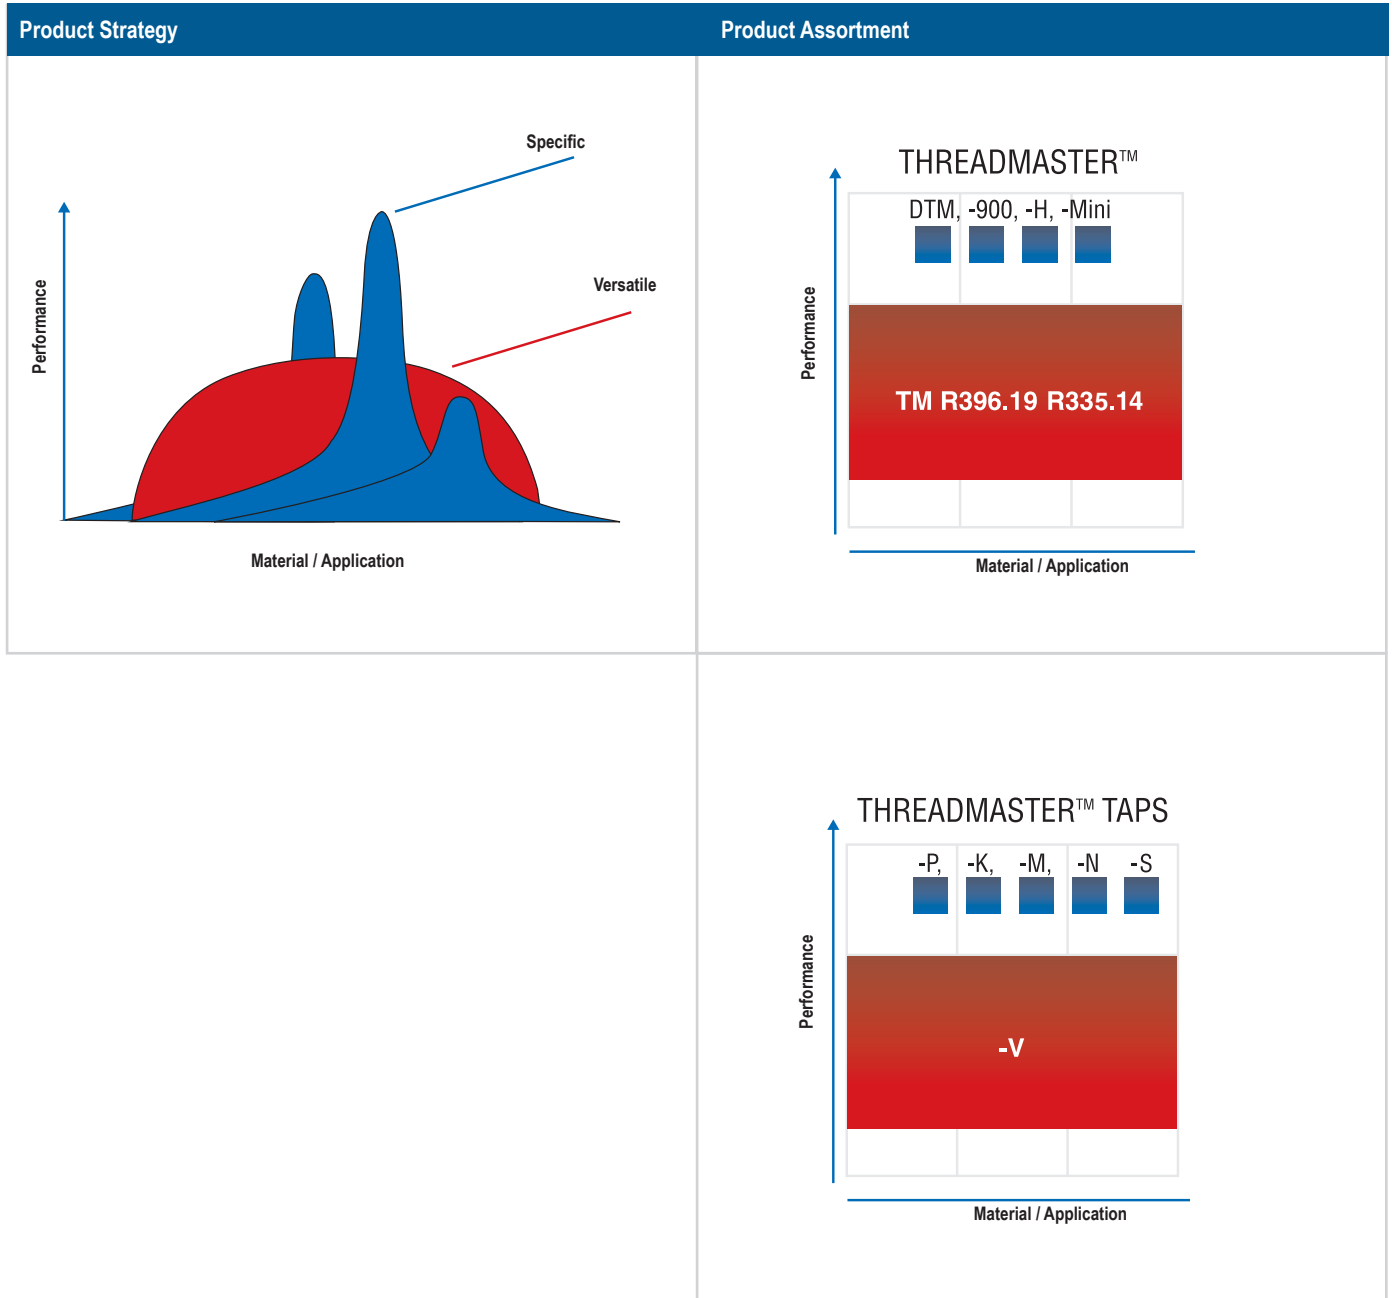 Product Strategy
Product Assortment
Specific
Versatile
Performance
Material / Application
THREADMASTER™
DTM, -900, -H, -Mini
Performance
TM R396.19 R335.14
Material / Application
THREADMASTER™ TAPS
-P, -K, -M, -N -S
Performance
-V
Material / Application